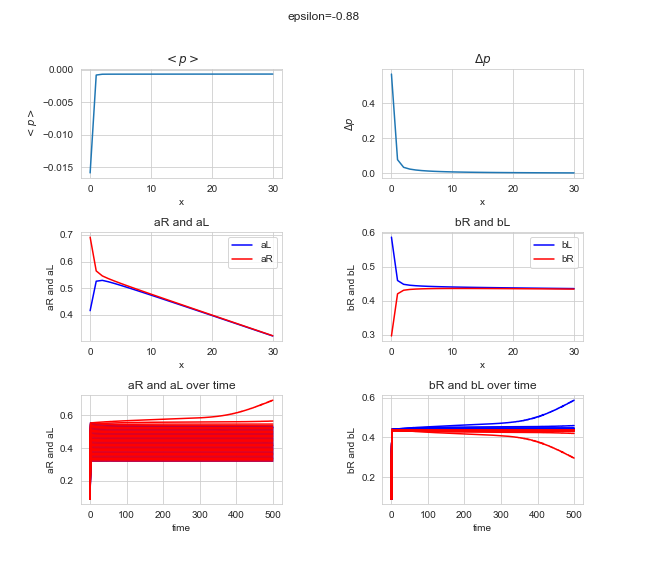 epsilon=-0.88
< p >
Δp
0.000
−0.005
−0.010
−0.015
< p >
0 10 20 30
x
0.4
0.2
0.0
Δp
0 10 20 30
x
aR and aL
bR and bL
0.7
0.6
0.5
0.4
aR and aL
aL
aR
0 10 20 30
x
0.6
0.5
0.4
0.3
bR and bL
bL
bR
0 10 20 30
x
aR and aL over time
bR and bL over time
0.6
0.4
0.2
aR and aL
0 100 200 300 400 500
time
0.6
0.4
0.2
bR and bL
0 100 200 300 400 500
time